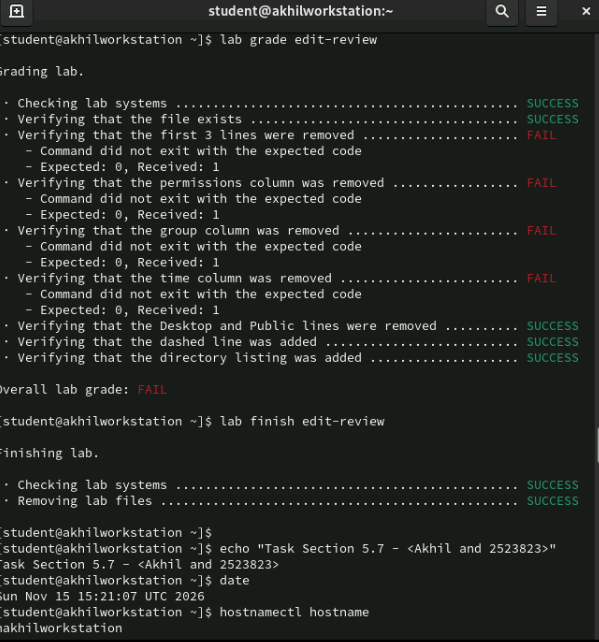 student@akhilworkstation:~
[student@akhilworkstation ~]$ lab grade edit-review
Grading lab.
· Checking lab systems .............................................. SUCCESS
· Verifying that the file exists .................................... SUCCESS
· Verifying that the first 3 lines were removed ..................... FAIL
- Command did not exit with the expected code
- Expected: 0, Received: 1
· Verifying that the permissions column was removed ................. FAIL
- Command did not exit with the expected code
- Expected: 0, Received: 1
· Verifying that the group column was removed ....................... FAIL
- Command did not exit with the expected code
- Expected: 0, Received: 1
· Verifying that the time column was removed ........................ FAIL
- Command did not exit with the expected code
- Expected: 0, Received: 1
· Verifying that the Desktop and Public lines were removed .......... SUCCESS
· Verifying that the dashed line was added .......................... SUCCESS
· Verifying that the directory listing was added .................... SUCCESS
Overall lab grade: FAIL
[student@akhilworkstation ~]$ lab finish edit-review
Finishing lab.
· Checking lab systems .............................................. SUCCESS
· Removing lab files ................................................ SUCCESS
[student@akhilworkstation ~]$
[student@akhilworkstation ~]$ echo "Task Section 5.7 - <Akhil and 2523823>"
Task Section 5.7 - <Akhil and 2523823>
[student@akhilworkstation ~]$ date
Sun Nov 15 15:21:07 UTC 2026
[student@akhilworkstation ~]$ hostnamectl hostname
akhilworkstation